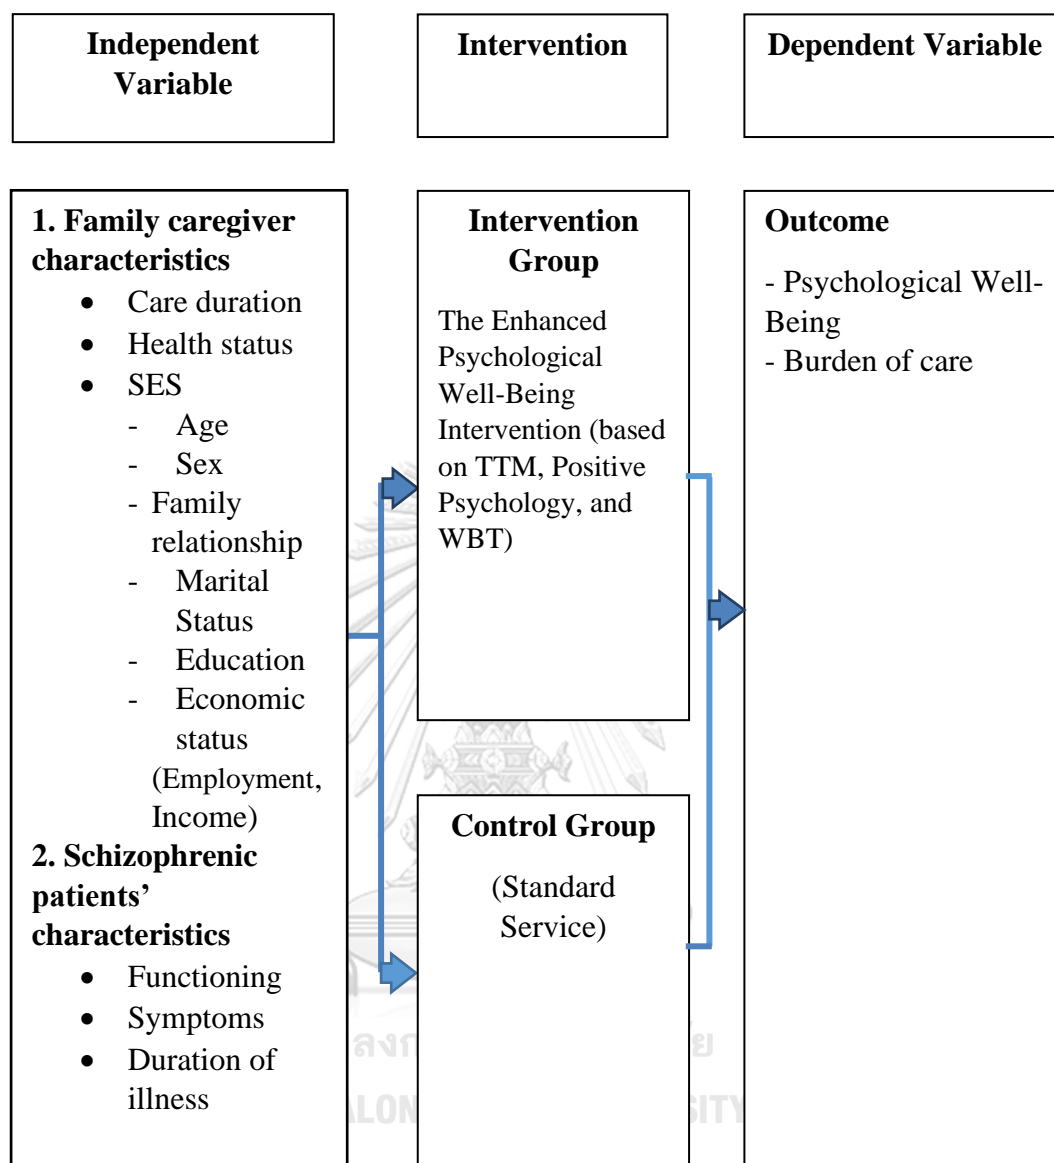 Independent
Variable
Intervention
Dependent Variable
1. Family caregiver
characteristics
• Care duration
• Health status
• SES
- Age
- Sex
- Family
relationship
- Marital
Status
- Education
- Economic
status
(Employment,
Income)
2. Schizophrenic
patients’
characteristics
• Functioning
• Symptoms
• Duration of
illness
Intervention
Group
The Enhanced
Psychological
Well-Being
Intervention (based
on TTM, Positive
Psychology, and
WBT)
Control Group
(Standard
Service)
Outcome
- Psychological Well-
Being
- Burden of care